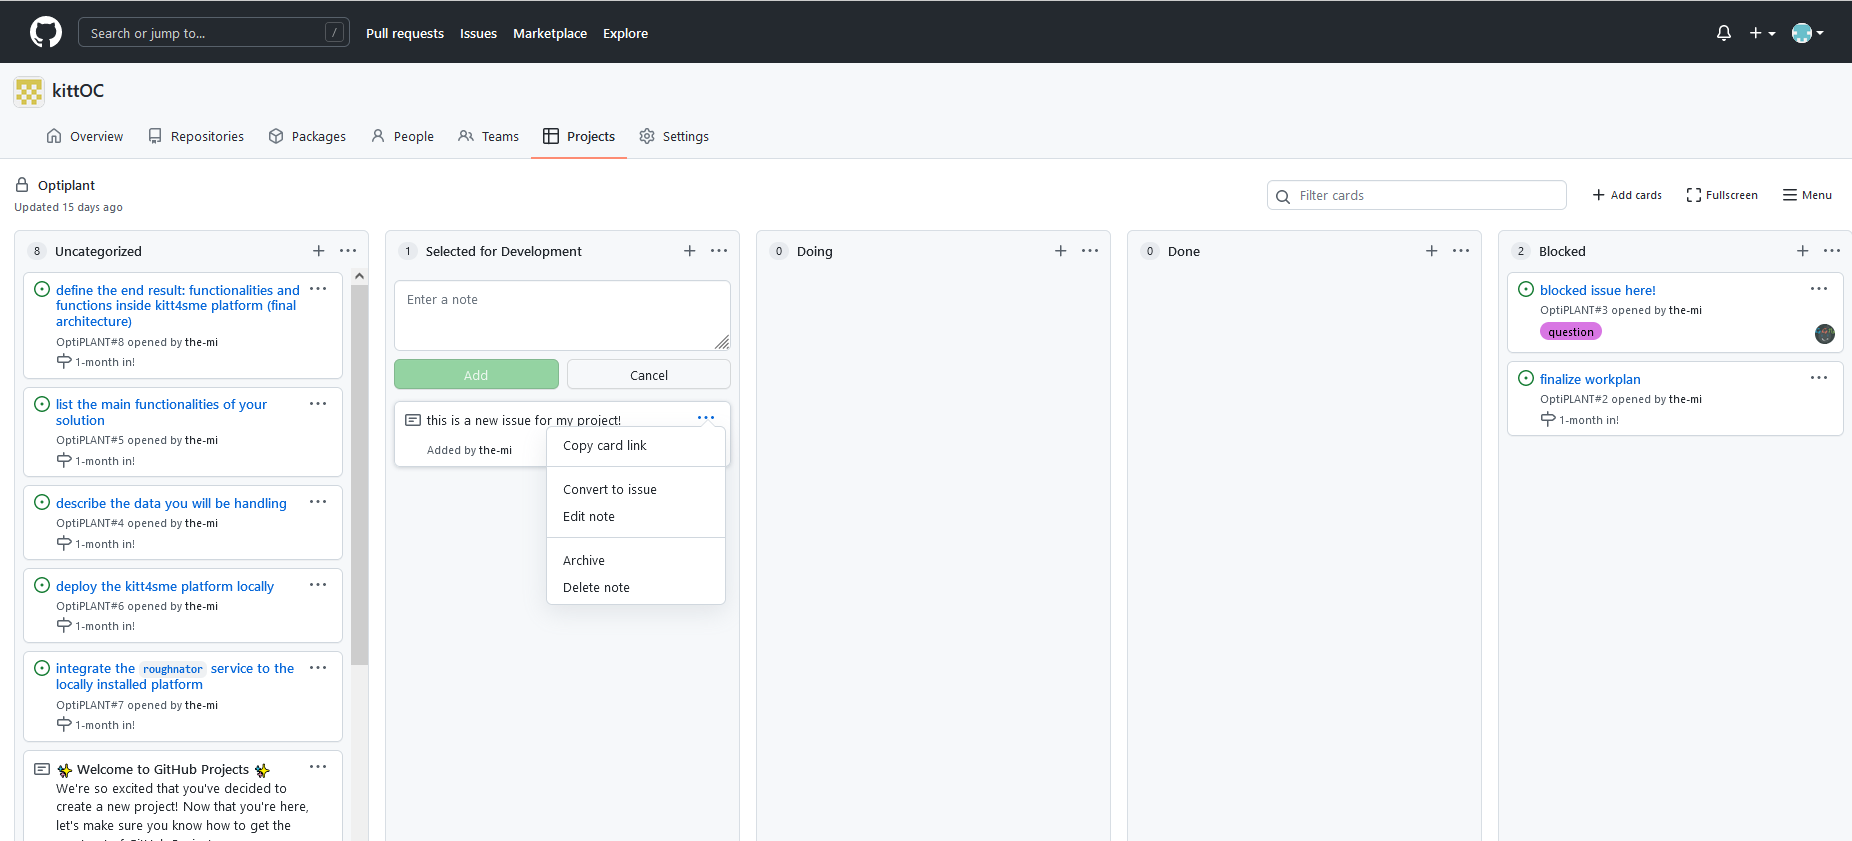 Search or jump to... /
Pull requests Issues Marketplace Explore
kittOC
Overview Repositories Packages People Teams Projects Settings
Optiplant
Updated 15 days ago
Filter cards
Add cards Fullscreen Menu
8 Uncategorized
define the end result: functionalities and
functions inside kitt4sme platform (final
architecture)
OptiPLANT#8 opened by the-mi
1-month in!
list the main functionalities of your
solution
OptiPLANT#5 opened by the-mi
1-month in!
describe the data you will be handling
OptiPLANT#4 opened by the-mi
1-month in!
deploy the kitt4sme platform locally
OptiPLANT#6 opened by the-mi
1-month in!
integrate the roughnator service to the
locally installed platform
OptiPLANT#7 opened by the-mi
1-month in!
✨ Welcome to GitHub Projects ✨
We're so excited that you've decided to
create a new project! Now that you're here,
let's make sure you know how to get the
1 Selected for Development
Enter a note
Add Cancel
this is a new issue for my project!
Added by the-mi
Copy card link
Convert to issue
Edit note
Archive
Delete note
0 Doing
0 Done
2 Blocked
blocked issue here!
OptiPLANT#3 opened by the-mi
question
finalize workplan
OptiPLANT#2 opened by the-mi
1-month in!